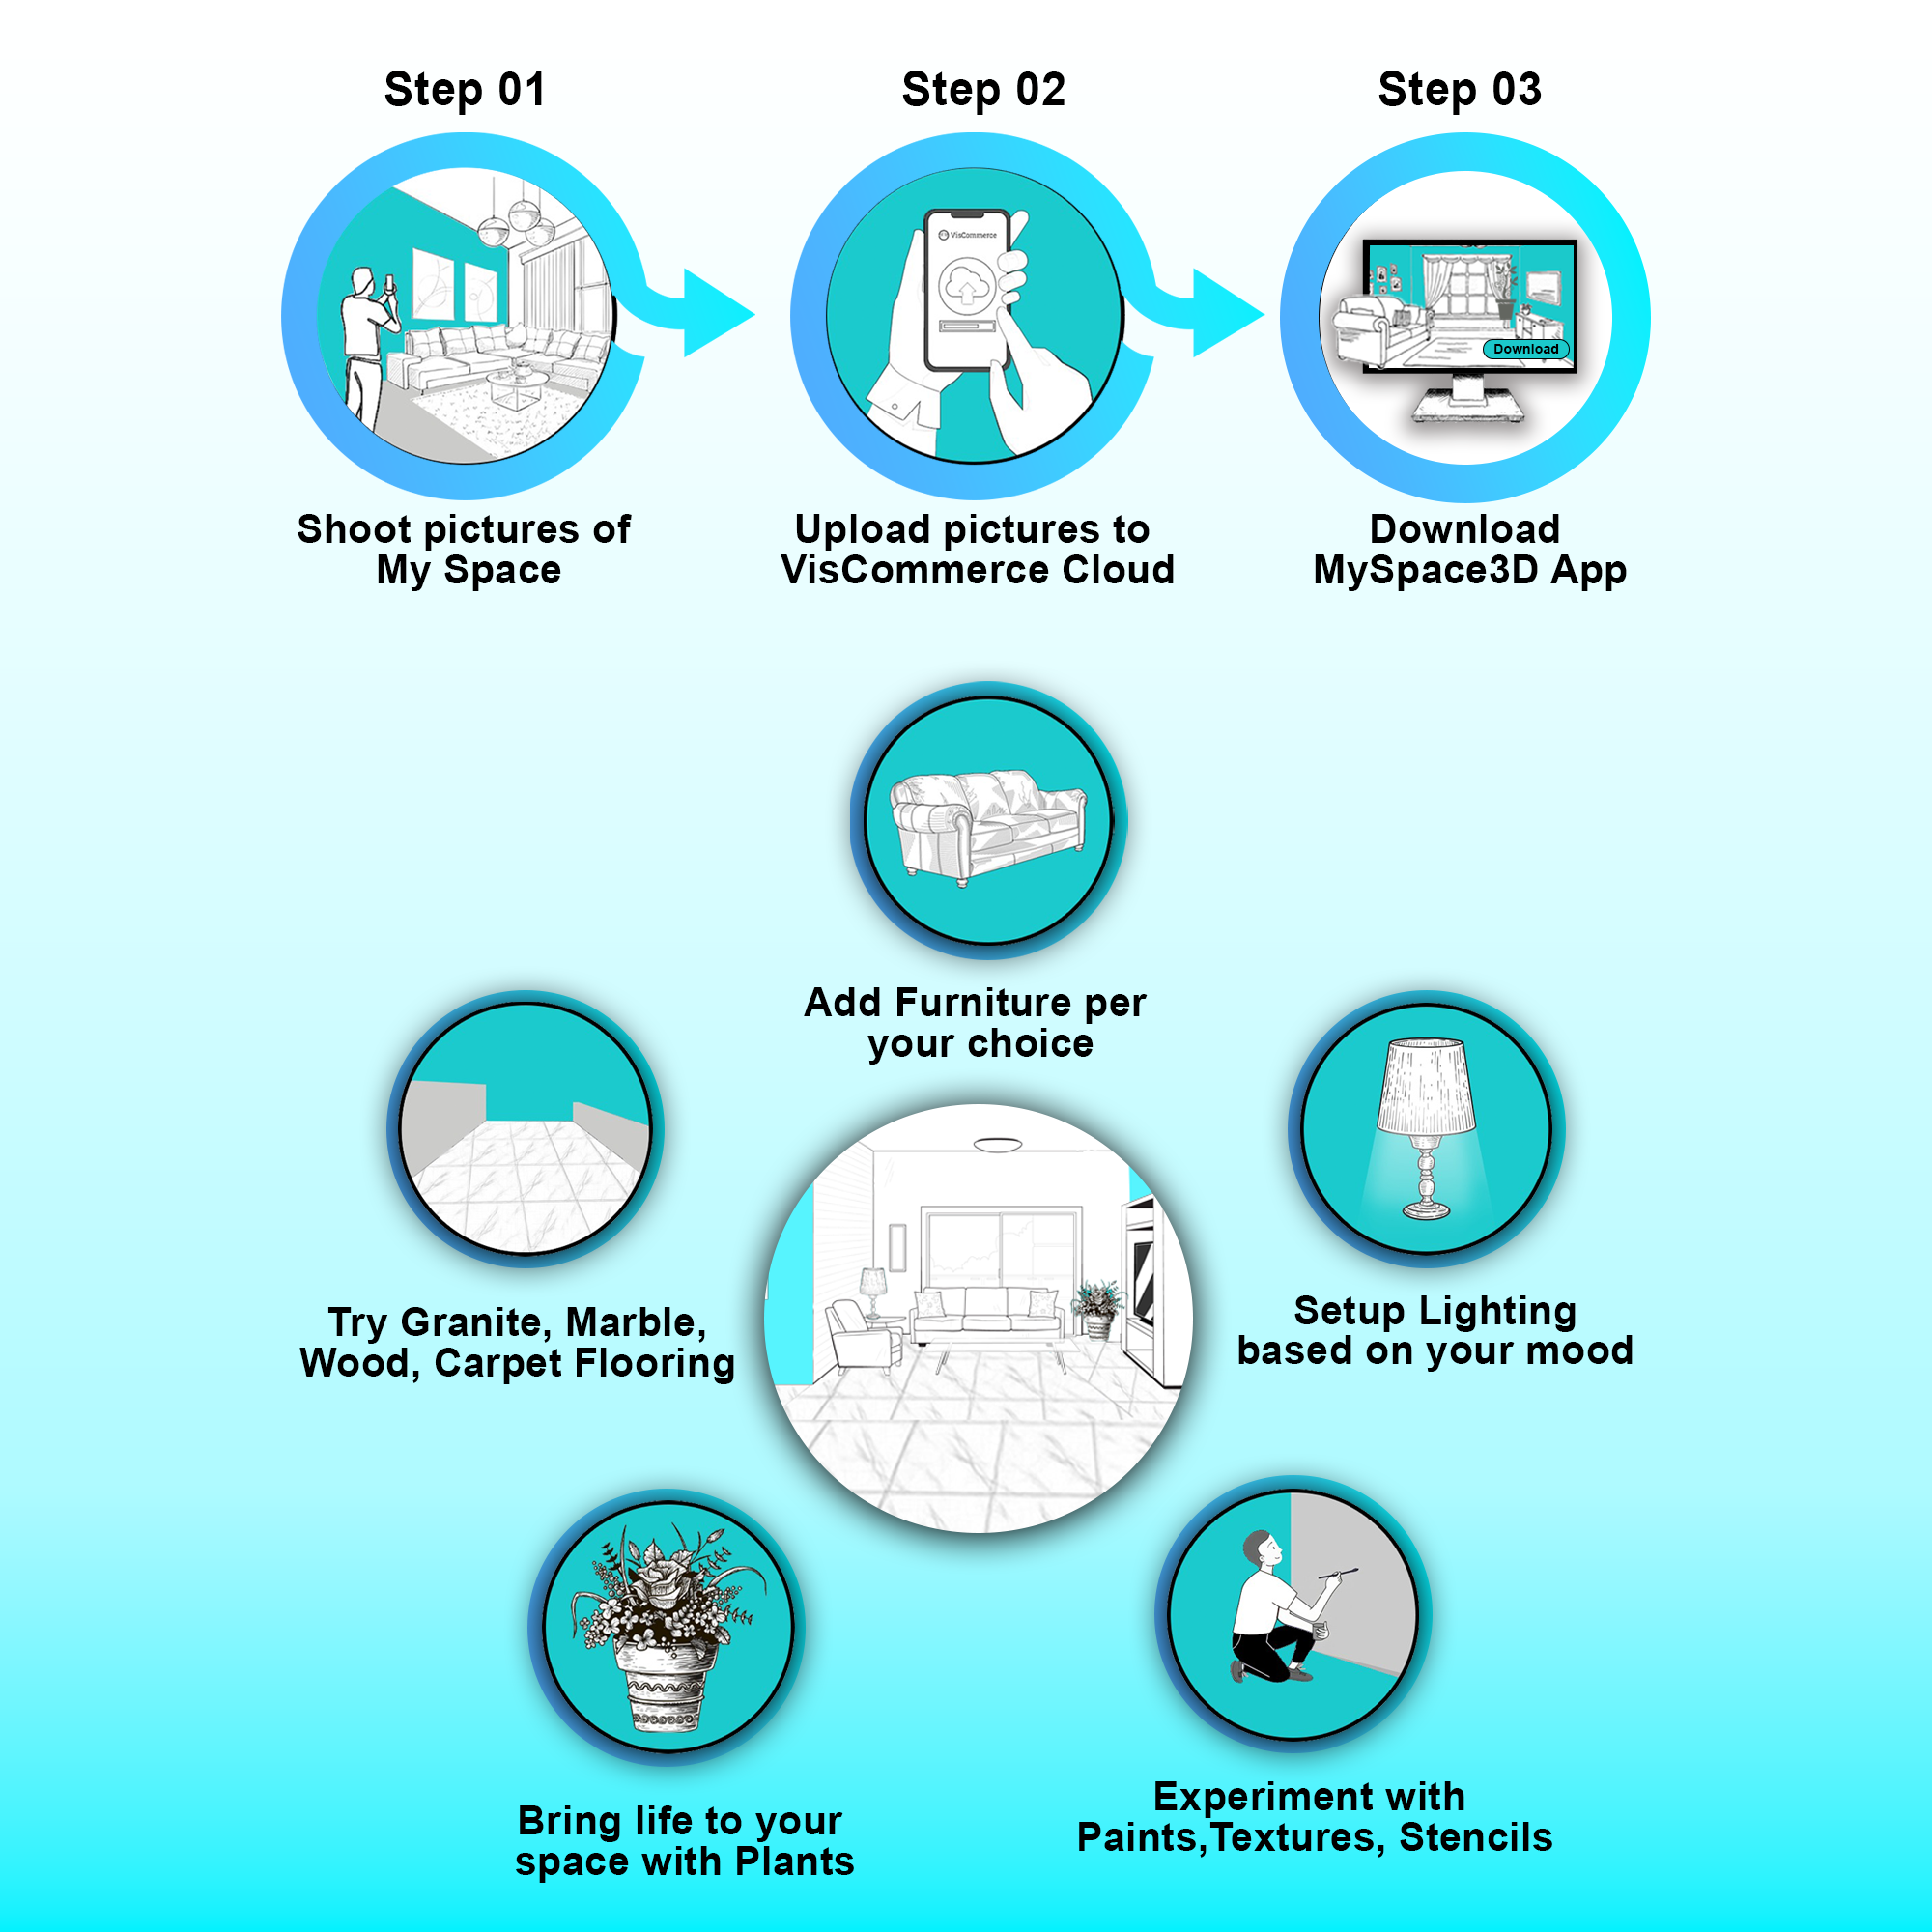 Step 01
Step 02
Step 03
VisCommerce
Download
Shoot pictures of
My Space
Upload pictures to
VisCommerce Cloud
Download
MySpace3D App
Add Furniture per
your choice
Try Granite, Marble,
Wood, Carpet Flooring
Setup Lighting
based on your mood
Bring life to your
space with Plants
Experiment with
Paints,Textures, Stencils